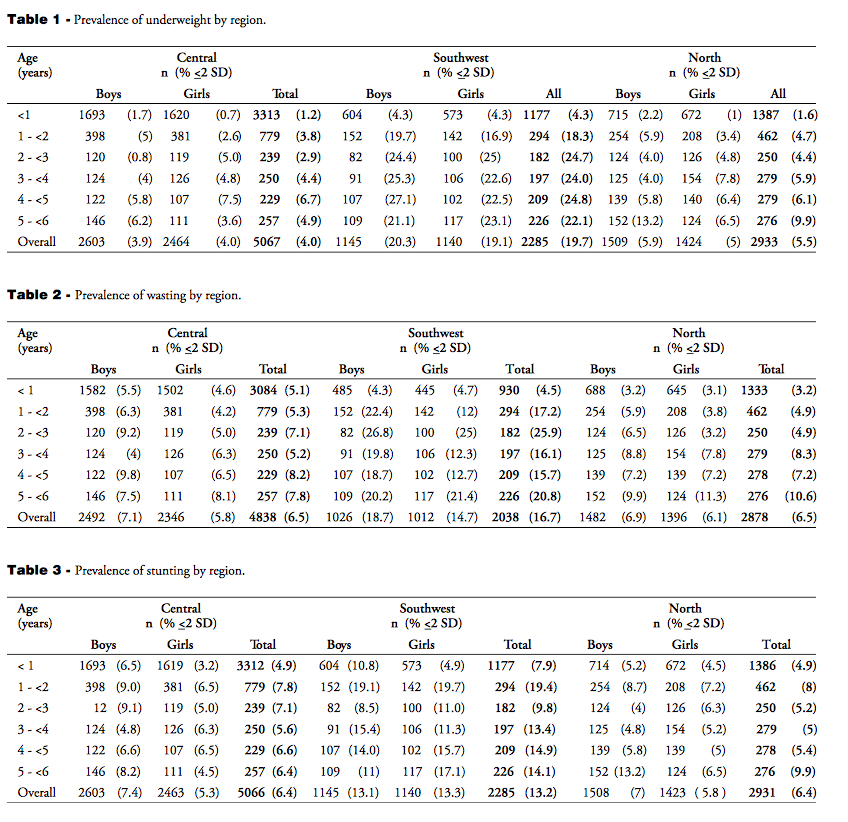 Table 1 - Prevalence of underweight by region.
Age Central Southwest North
(years) n (% ≤2 SD) n (% ≤2 SD) n (% ≤2 SD)
Boys Girls Total Boys Girls All Boys Girls All
<1 1693 (1.7) 1620 (0.7) 3313 (1.2) 604 (4.3) 573 (4.3) 1177 (4.3) 715 (2.2) 672 (1) 1387 (1.6)
1 - <2 398 (5) 381 (2.6) 779 (3.8) 152 (19.7) 142 (16.9) 294 (18.3) 254 (5.9) 208 (3.4) 462 (4.7)
2 - <3 120 (0.8) 119 (5.0) 239 (2.9) 82 (24.4) 100 (25) 182 (24.7) 124 (4.0) 126 (4.8) 250 (4.4)
3 - <4 124 (4) 126 (4.8) 250 (4.4) 91 (25.3) 106 (22.6) 197 (24.0) 125 (4.0) 154 (7.8) 279 (5.9)
4 - <5 122 (5.8) 107 (7.5) 229 (6.7) 107 (27.1) 102 (22.5) 209 (24.8) 139 (5.8) 140 (6.4) 279 (6.1)
5 - <6 146 (6.2) 111 (3.6) 257 (4.9) 109 (21.1) 117 (23.1) 226 (22.1) 152 (13.2) 124 (6.5) 276 (9.9)
Overall 2603 (3.9) 2464 (4.0) 5067 (4.0) 1145 (20.3) 1140 (19.1) 2285 (19.7) 1509 (5.9) 1424 (5) 2933 (5.5)
Table 2 - Prevalence of wasting by region.
Age Central Southwest North
(years) n (% ≤2 SD) n (% ≤2 SD) n (% ≤2 SD)
Boys Girls Total Boys Girls Total Boys Girls Total
< 1 1582 (5.5) 1502 (4.6) 3084 (5.1) 485 (4.3) 445 (4.7) 930 (4.5) 688 (3.2) 645 (3.1) 1333 (3.2)
1 - <2 398 (6.3) 381 (4.2) 779 (5.3) 152 (22.4) 142 (12) 294 (17.2) 254 (5.9) 208 (3.8) 462 (4.9)
2 - <3 120 (9.2) 119 (5.0) 239 (7.1) 82 (26.8) 100 (25) 182 (25.9) 124 (6.5) 126 (3.2) 250 (4.9)
3 - <4 124 (4) 126 (6.3) 250 (5.2) 91 (19.8) 106 (12.3) 197 (16.1) 125 (8.8) 154 (7.8) 279 (8.3)
4 - <5 122 (9.8) 107 (6.5) 229 (8.2) 107 (18.7) 102 (12.7) 209 (15.7) 139 (7.2) 139 (7.2) 278 (7.2)
5 - <6 146 (7.5) 111 (8.1) 257 (7.8) 109 (20.2) 117 (21.4) 226 (20.8) 152 (9.9) 124 (11.3) 276 (10.6)
Overall 2492 (7.1) 2346 (5.8) 4838 (6.5) 1026 (18.7) 1012 (14.7) 2038 (16.7) 1482 (6.9) 1396 (6.1) 2878 (6.5)
Table 3 - Prevalence of stunting by region.
Age Central Southwest North
(years) n (% ≤2 SD) n (% ≤2 SD) n (% ≤2 SD)
Boys Girls Total Boys Girls Total Boys Girls Total
< 1 1693 (6.5) 1619 (3.2) 3312 (4.9) 604 (10.8) 573 (4.9) 1177 (7.9) 714 (5.2) 672 (4.5) 1386 (4.9)
1 - <2 398 (9.0) 381 (6.5) 779 (7.8) 152 (19.1) 142 (19.7) 294 (19.4) 254 (8.7) 208 (7.2) 462 (8)
2 - <3 12 (9.1) 119 (5.0) 239 (7.1) 82 (8.5) 100 (11.0) 182 (9.8) 124 (4) 126 (6.3) 250 (5.2)
3 - <4 124 (4.8) 126 (6.3) 250 (5.6) 91 (15.4) 106 (11.3) 197 (13.4) 125 (4.8) 154 (5.2) 279 (5)
4 - <5 122 (6.6) 107 (6.5) 229 (6.6) 107 (14.0) 102 (15.7) 209 (14.9) 139 (5.8) 139 (5) 278 (5.4)
5 - <6 146 (8.2) 111 (4.5) 257 (6.4) 109 (11) 117 (17.1) 226 (14.1) 152 (13.2) 124 (6.5) 276 (9.9)
Overall 2603 (7.4) 2463 (5.3) 5066 (6.4) 1145 (13.1) 1140 (13.3) 2285 (13.2) 1508 (7) 1423 ( 5.8 ) 2931 (6.4)